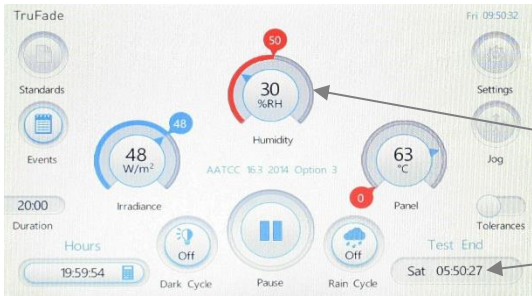 TruFade
Fri 09:50:32
50
Standards
30
%RH
Settings
Humidity
48
Events
48
W/m²
63
°C
Jog
AATCC 16.3 2014 Option 3
0
20:00
Irradiance
Panel
Duration
Tolerances
Hours
Off
Off
Test End
19:59:54
Dark Cycle
Pause
Rain Cycle
Sat 05:50:27